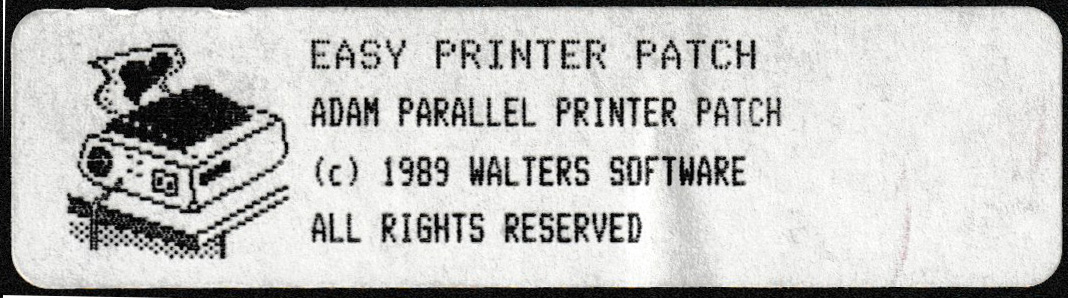 EASY PRINTER PATCH
ADAM PARALLEL PRINTER PATCH
(c) 1989 WALTERS SOFTWARE
ALL RIGHTS RESERVED